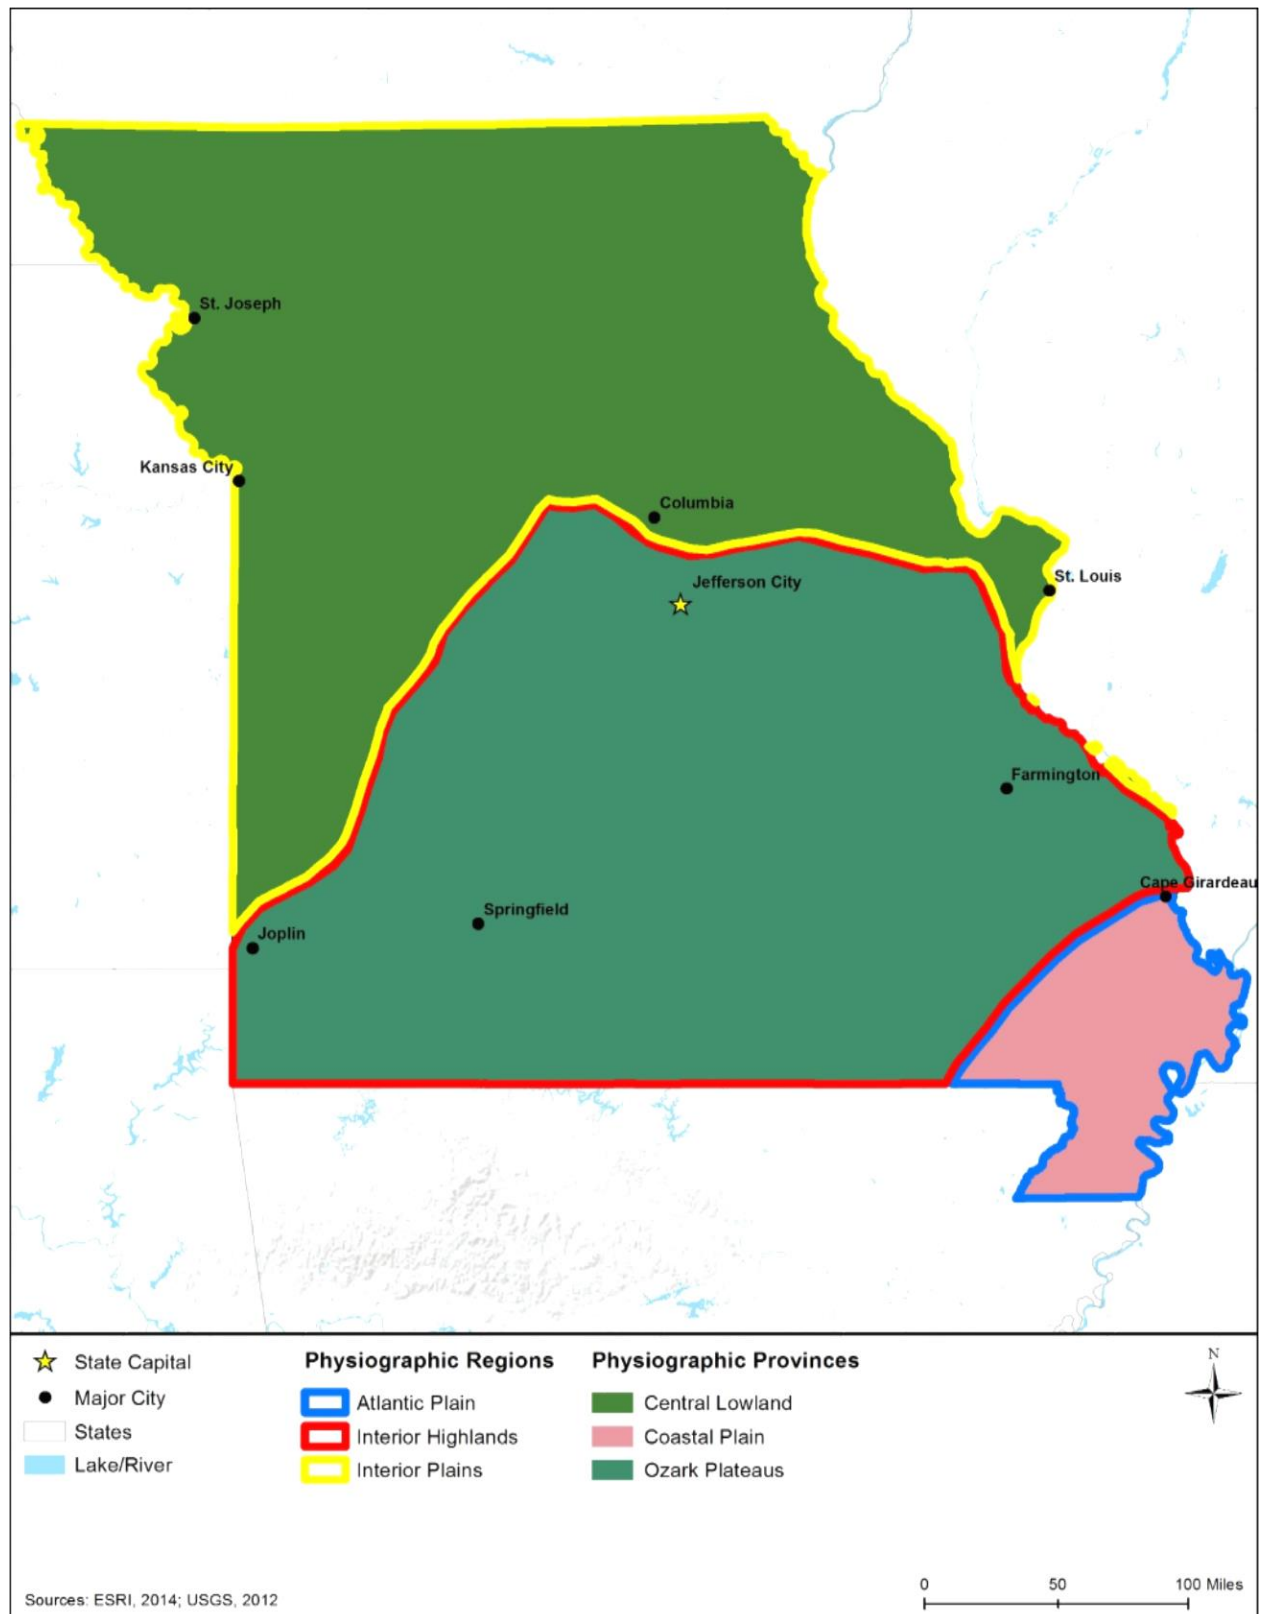 St. Joseph
Kansas City
Columbia
Jefferson City
St. Louis
Farmington
Cape Girardeau
Springfield
Joplin
State Capital
Major City
States
Lake/River
Physiographic Regions
Atlantic Plain
Interior Highlands
Interior Plains
Physiographic Provinces
Central Lowland
Coastal Plain
Ozark Plateaus
N
0 50 100 Miles
Sources: ESRI, 2014; USGS, 2012